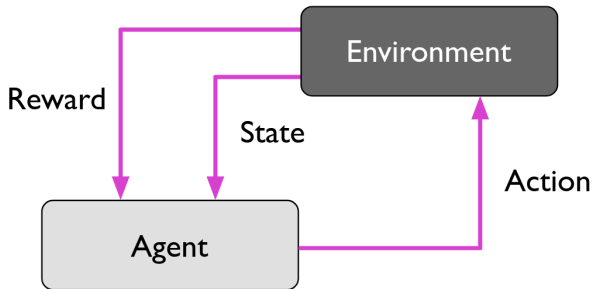 Environment
Reward
State
Action
Agent